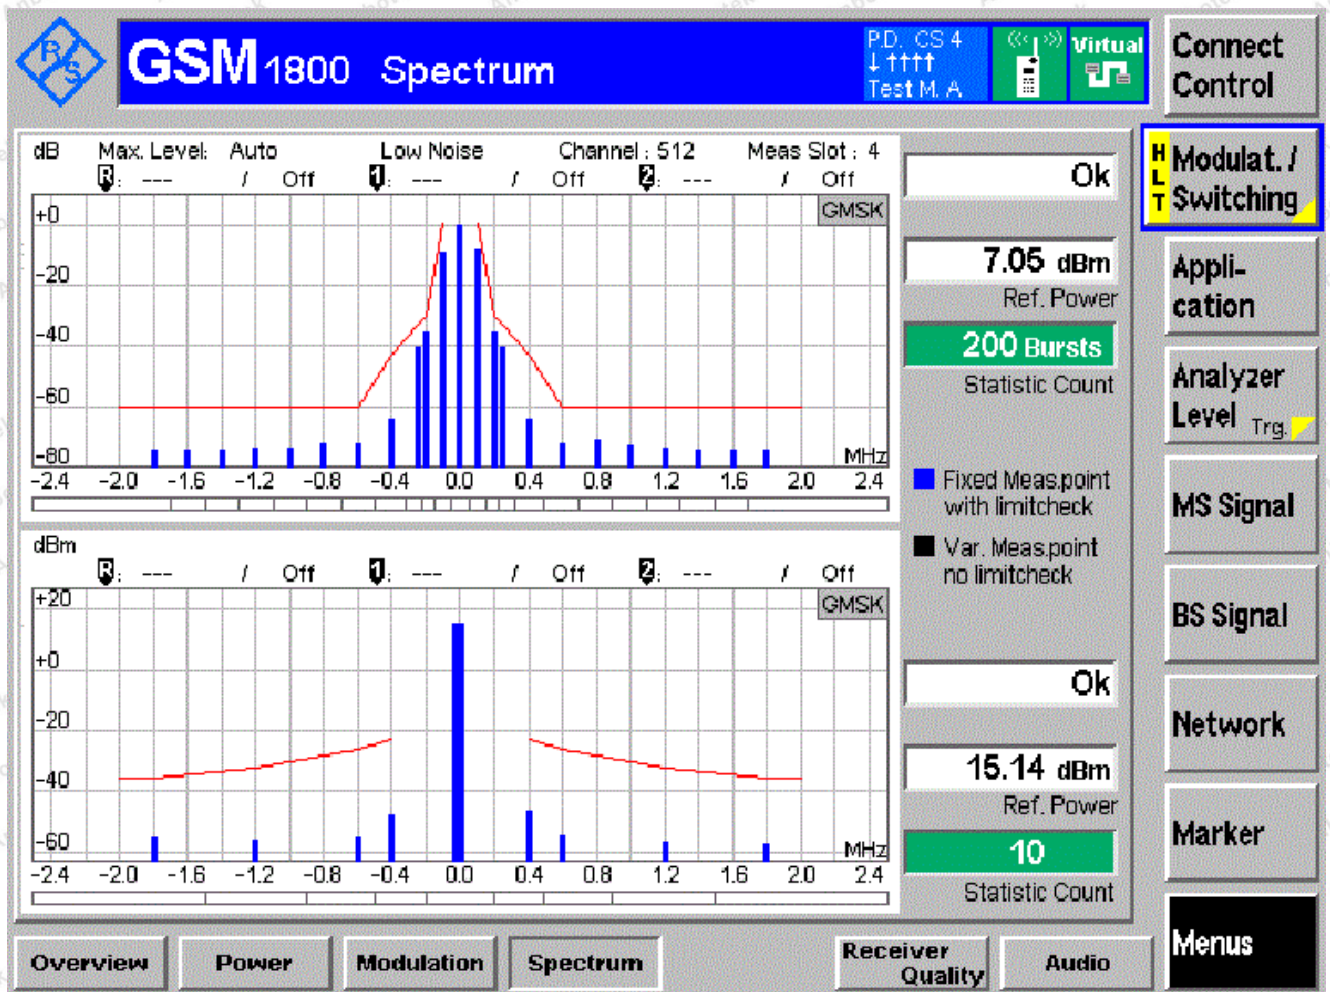 R S
GSM 1800 Spectrum
P.D. CS 4
Test M. A
Virtual
Connect
Control
dB Max. Level: Auto Low Noise Channel : 512 Meas Slot : 4
R: --- / Off 1: --- / Off 2: --- / Off
GMSK
+0
-20
-40
-60
-80
MHz
-2.4 -2.0 -1.6 -1.2 -0.8 -0.4 0.0 0.4 0.8 1.2 1.6 2.0 2.4
Ok
7.05 dBm
Ref. Power
200 Bursts
Statistic Count
Fixed Meas.point
with limitcheck
Var. Meas.point
no limitcheck
dBm
R: --- / Off 1: --- / Off 2: --- / Off
GMSK
+20
+0
-20
-40
-60
MHz
-2.4 -2.0 -1.6 -1.2 -0.8 -0.4 0.0 0.4 0.8 1.2 1.6 2.0 2.4
Ok
15.14 dBm
Ref. Power
10
Statistic Count
HLT
Modulat./
Switching
Appli-
cation
Analyzer
Level Trg.
MS Signal
BS Signal
Network
Marker
Menus
Overview
Power
Modulation
Spectrum
Receiver
Quality
Audio